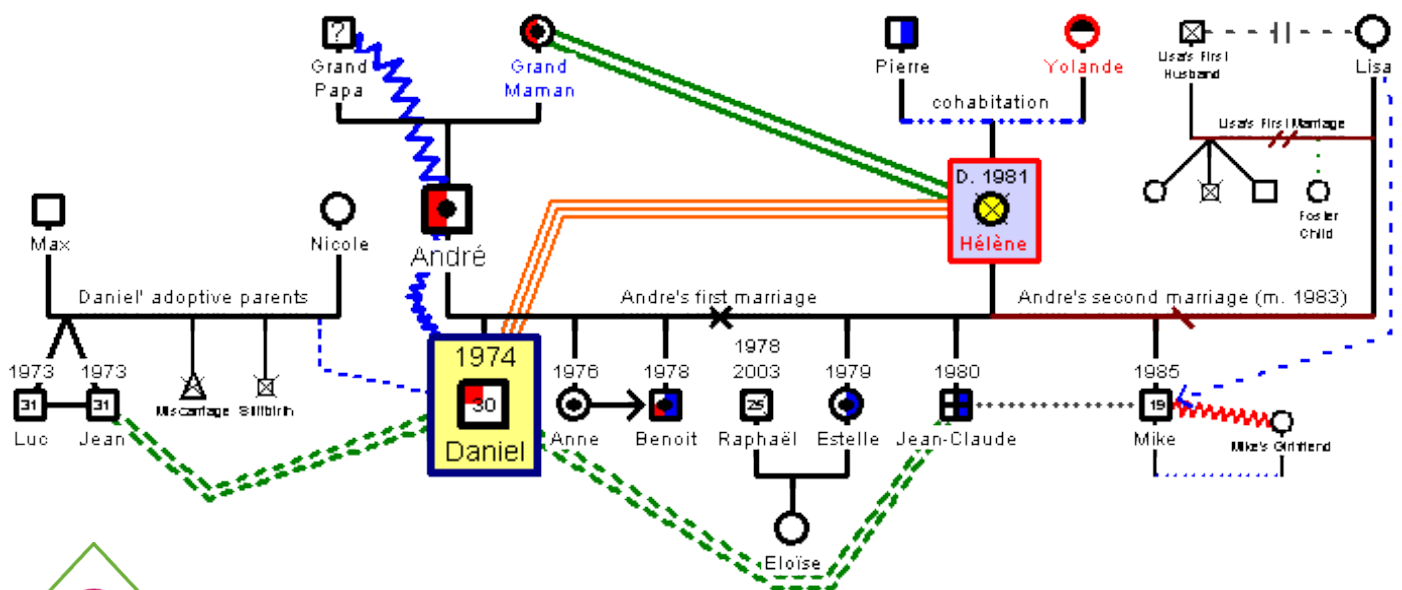 ?
Grand
Papa
Grand
Maman
Pierre
Yolande
cohabitation
Lisa's First
Husband
Lisa
Lisa's First Marriage
Foster
Child
D. 1981
Hélène
Max
Nicole
André
Daniel' adoptive parents
Andre's first marriage
Andre's second marriage (m. 1983)
1973
1973
31
31
Luc
Jean
Miscarriage
Stillbirth
1974
30
Daniel
1976
Anne
1978
Benoit
1978
2003
25
Raphaël
1979
Estelle
1980
Jean-Claude
1985
19
Mike
Mike's Girlfriend
Eloïse